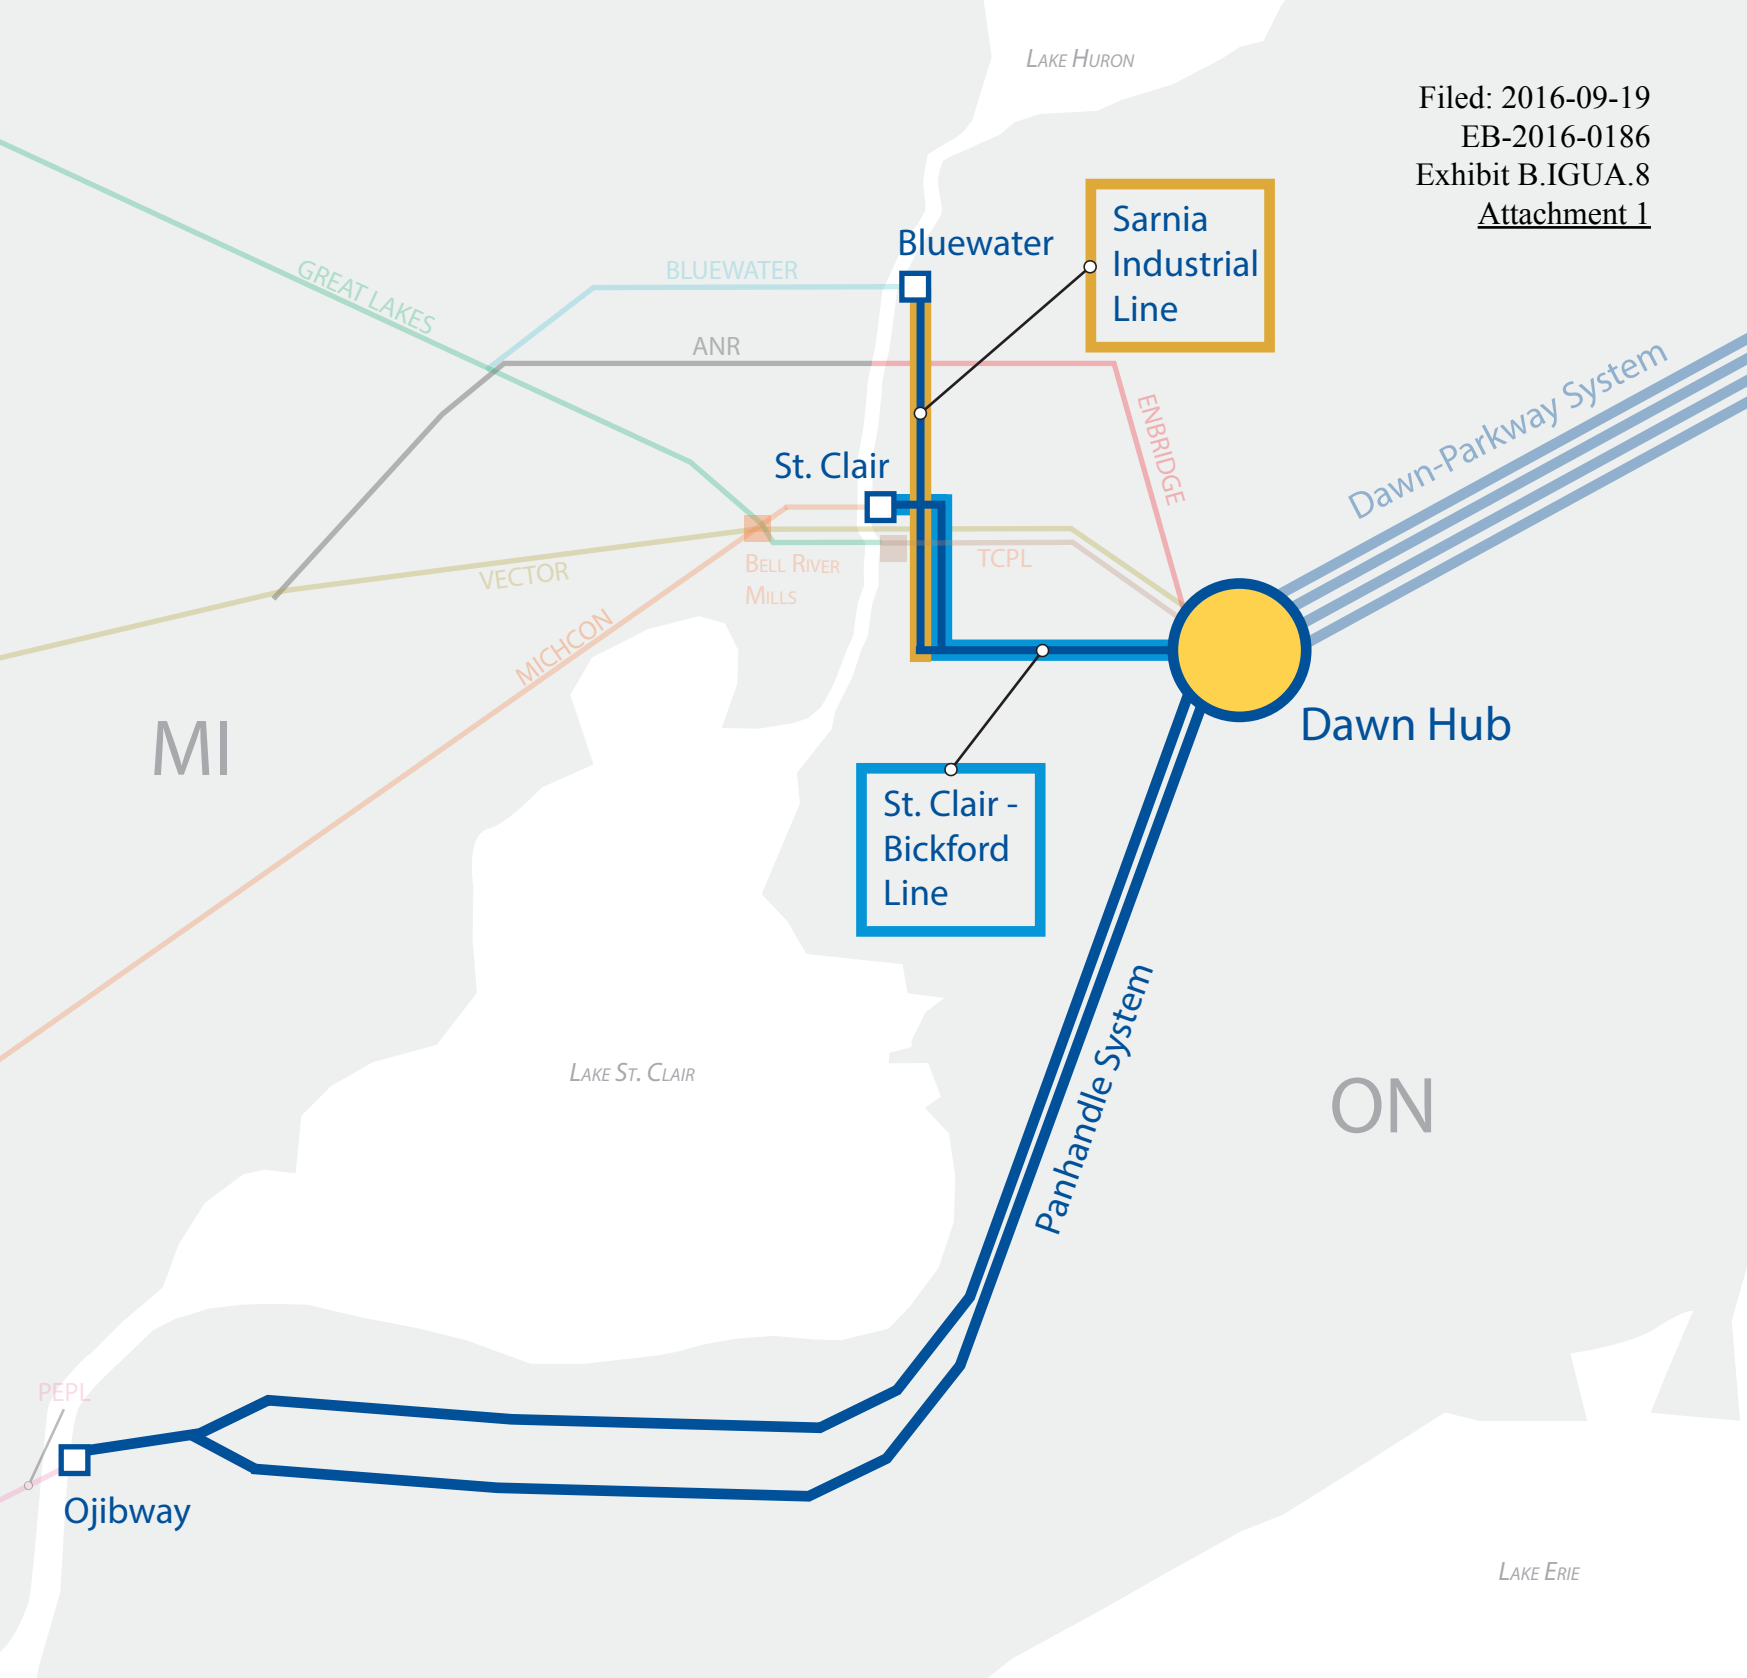 LAKE HURON
Filed: 2016-09-19
EB-2016-0186
Exhibit B.IGUA.8
Attachment 1
Sarnia
Industrial
Line
Bluewater
BLUEWATER
GREAT LAKES
ANR
ENBRIDGE
Dawn-Parkway System
St. Clair
BELL RIVER
MILLS
TCPL
VECTOR
MICHCON
MI
Dawn Hub
St. Clair -
Bickford
Line
Panhandle System
LAKE ST. CLAIR
ON
PEPL
Ojibway
LAKE ERIE